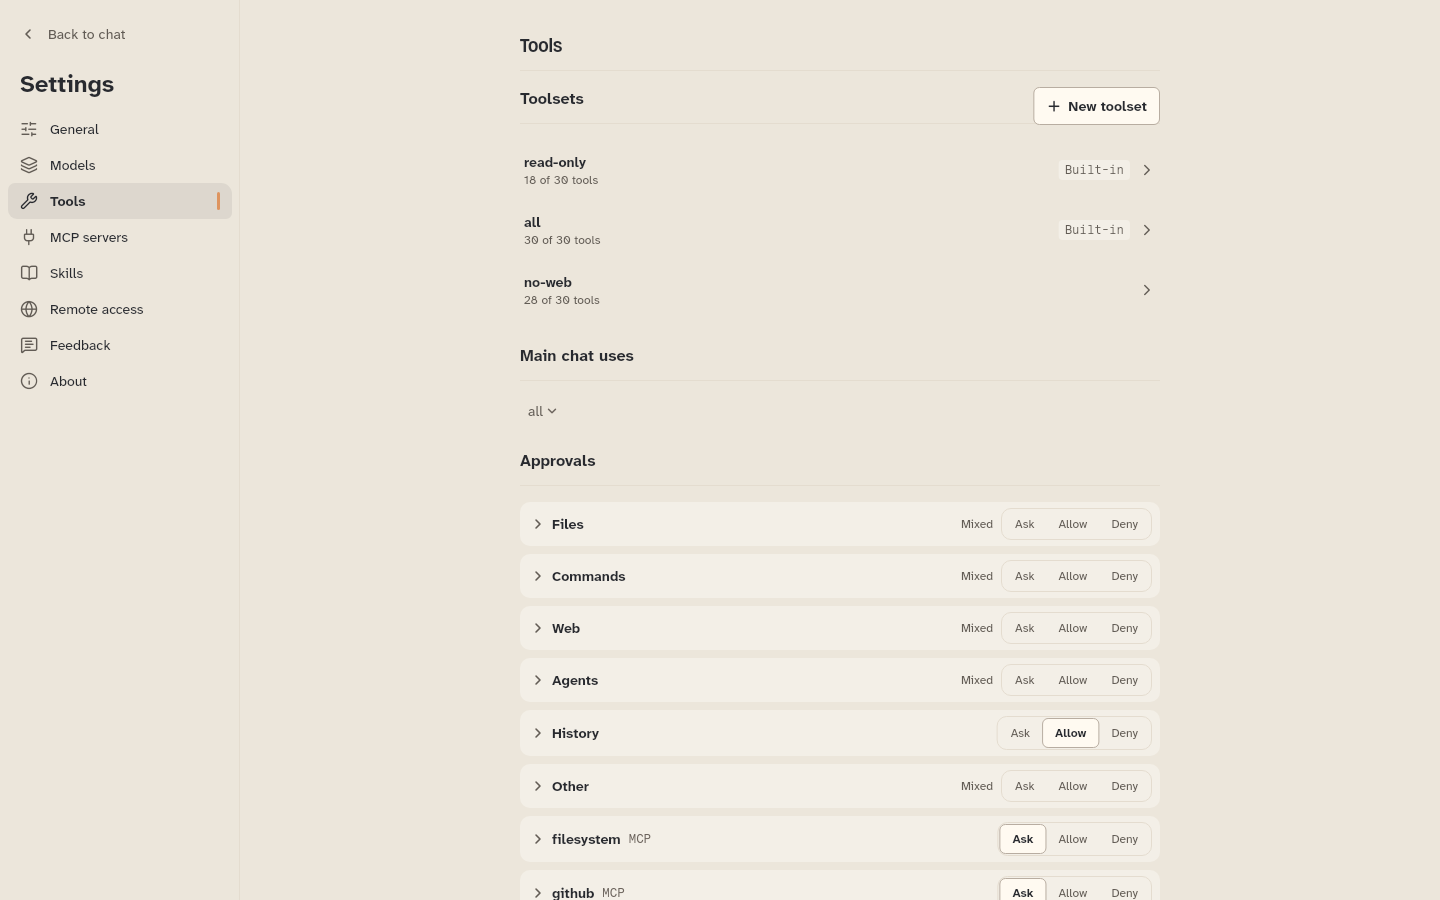 Back to chat
Settings
General
Models
Tools
MCP servers
Skills
Remote access
Feedback
About
Tools
Toolsets
New toolset
read-only
18 of 30 tools
Built-in
all
30 of 30 tools
Built-in
no-web
28 of 30 tools
Main chat uses
all
Approvals
Files Mixed Ask Allow Deny
Commands Mixed Ask Allow Deny
Web Mixed Ask Allow Deny
Agents Mixed Ask Allow Deny
History Ask Allow Deny
Other Mixed Ask Allow Deny
filesystem MCP Ask Allow Deny
github MCP Ask Allow Deny